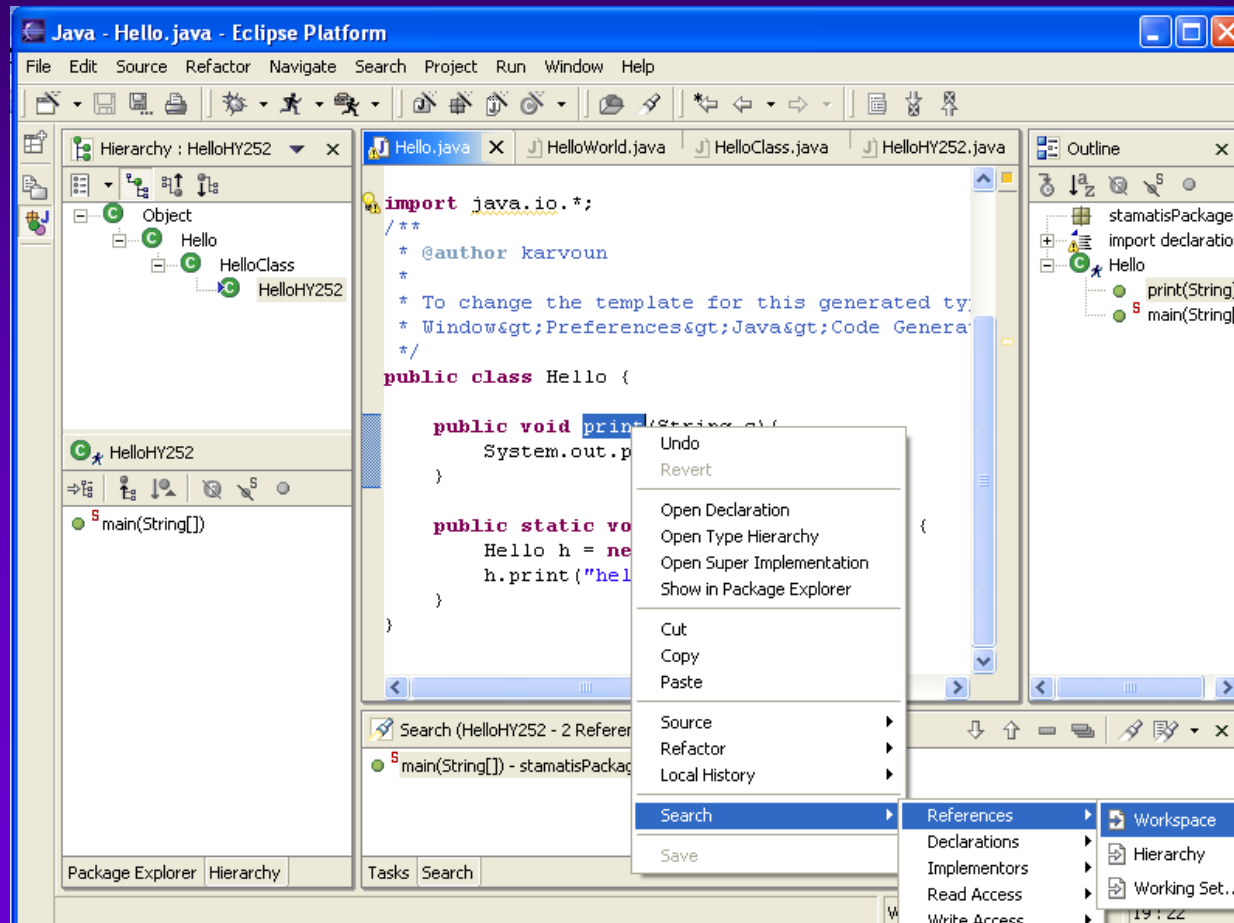 Java - Hello.java - Eclipse Platform
File Edit Source Refactor Navigate Search Project Run Window Help
Hierarchy : HelloHY252
Object
Hello
HelloClass
HelloHY252
HelloHY252
main(String[])
Package Explorer Hierarchy
Hello.java HelloWorld.java HelloClass.java HelloHY252.java
import java.io.*;
/**
* @author karvoun
*
* To change the template for this generated ty
* Window&gt;Preferences&gt;Java&gt;Code Genera
*/
public class Hello {
public void print(String s){
System.out.p
}
public static vo {
Hello h = ne
h.print("hel
}
}
Undo
Revert
Open Declaration
Open Type Hierarchy
Open Super Implementation
Show in Package Explorer
Cut
Copy
Paste
Source
Refactor
Local History
Search
Save
References
Declarations
Implementors
Read Access
Write Access
Workspace
Hierarchy
Working Set..
Search (HelloHY252 - 2 Referen
main(String[]) - stamatisPackag
Tasks Search
Outline
stamatisPackage
import declaratio
Hello
print(String)
main(String[
19 : 22